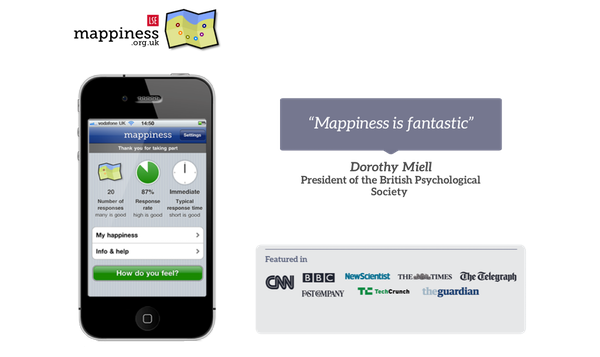 LSE
mappiness
.org.uk
vodafone UK 14:50
mappiness
Settings
Thank you for taking part
20
Number of
responses
many is good
87%
Response
rate
high is good
Immediate
Typical
response time
short is good
My happiness
Info & help
How do you feel?
“Mappiness is fantastic”
Dorothy Miell
President of the British Psychological
Society
Featured in
CNN
BBC
NewScientist
THE TIMES
The Telegraph
FAST COMPANY
TC TechCrunch
theguardian